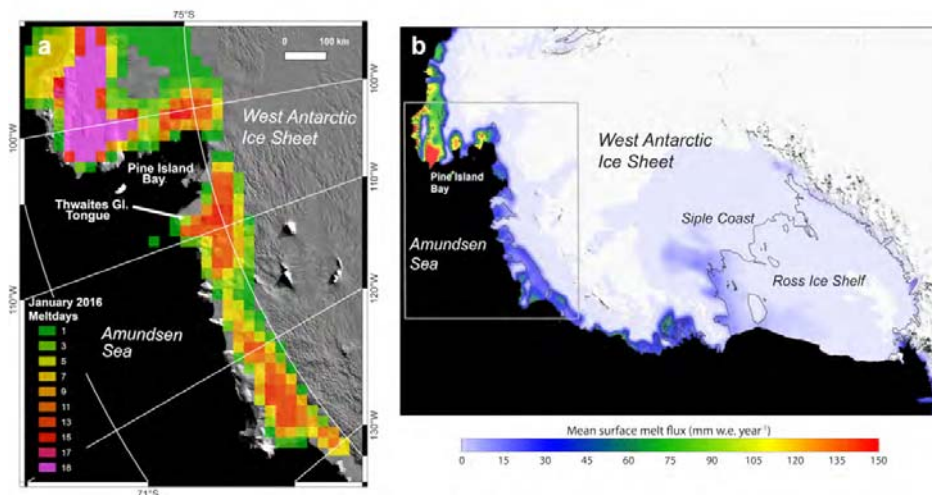 75°S
a
0 100 km
100°W
West Antarctic
Ice Sheet
100°W
Pine Island
Bay
110°W
Thwaites Gl.
Tongue
Amundsen
Sea
120°W
110°W
January 2016
Meltdays
1
3
5
7
9
11
13
15
17
18
Amundsen
Sea
130°W
71°S
b
West Antarctic
Ice Sheet
Pine Island
Bay
Siple Coast
Amundsen
Sea
Ross Ice Shelf
Mean surface melt flux (mm w.e. year⁻¹)
0 15 30 45 60 75 90 105 120 135 150